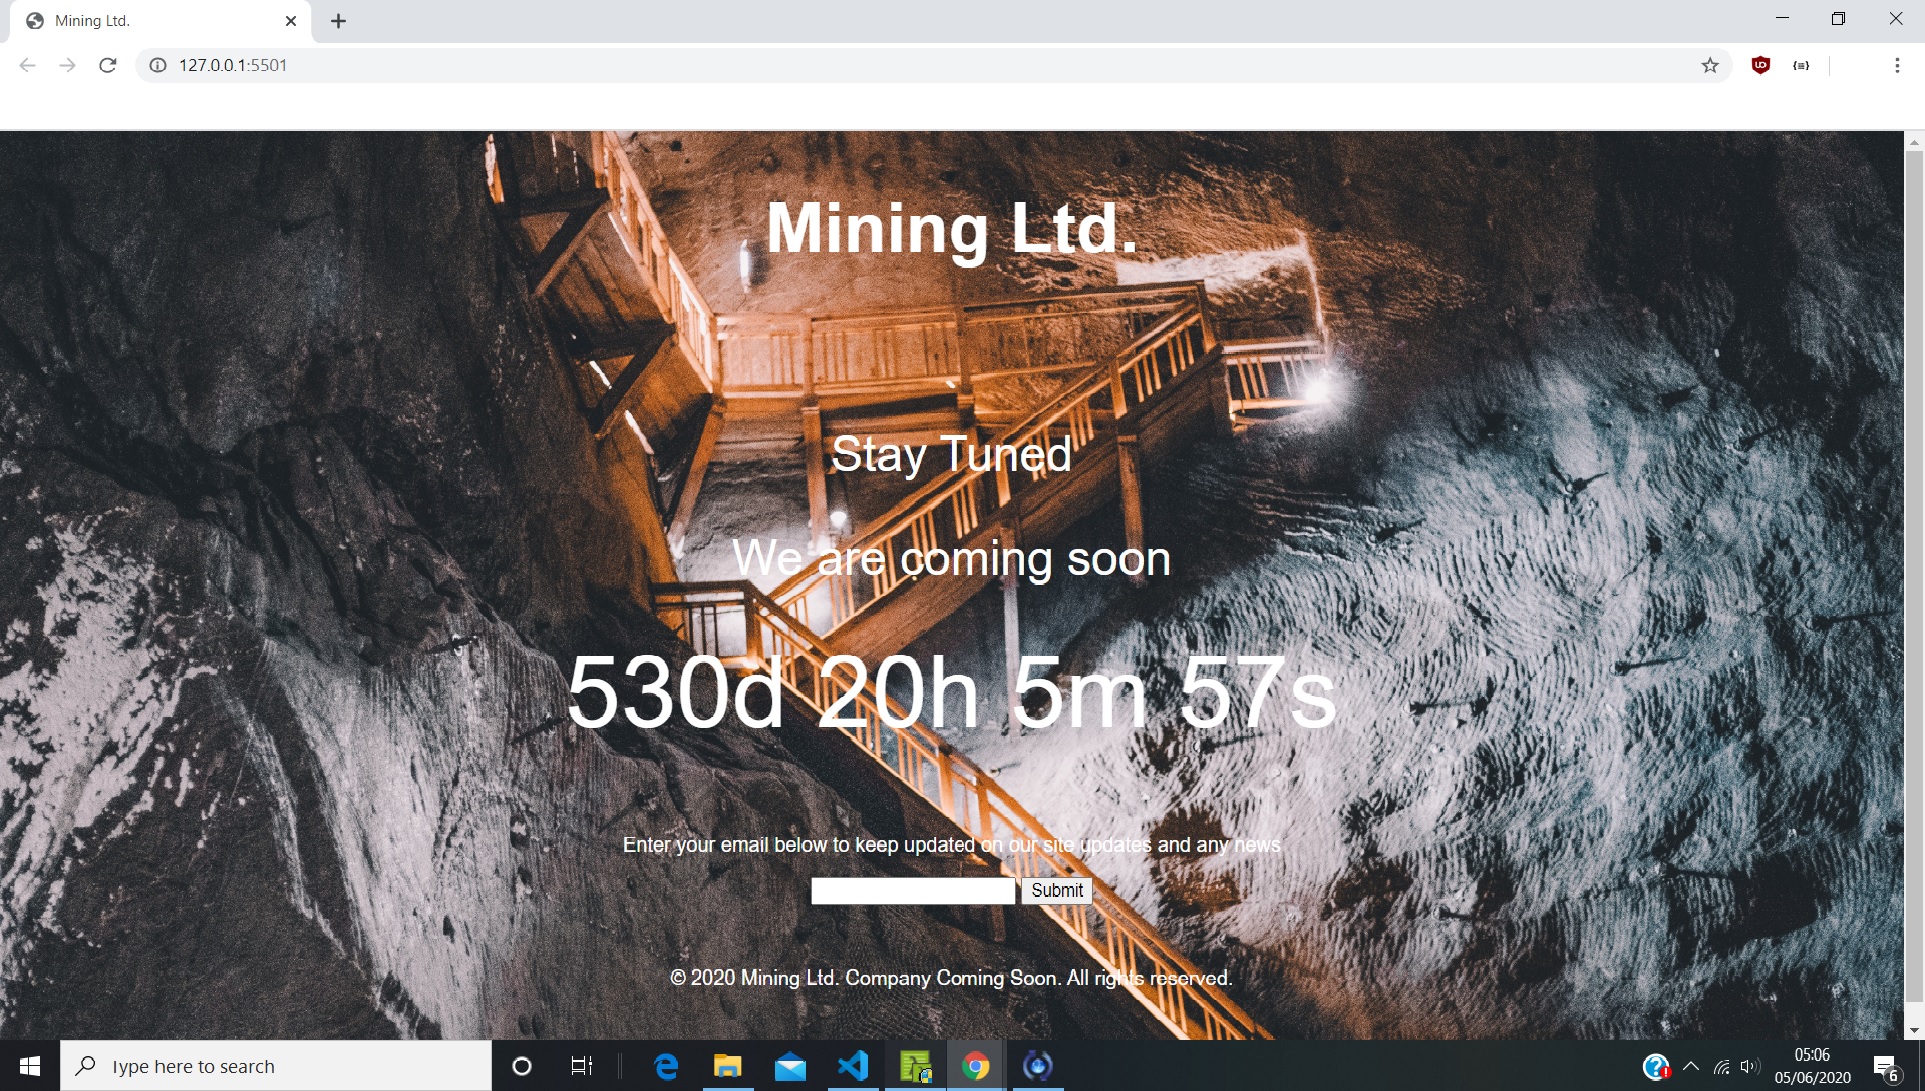 Mining Ltd.
127.0.0.1:5501
Mining Ltd.
Stay Tuned
We are coming soon
530d 20h 5m 57s
Enter your email below to keep updated on our site updates and any news
Submit
© 2020 Mining Ltd. Company Coming Soon. All rights reserved.
Type here to search
05:06
05/06/2020
6